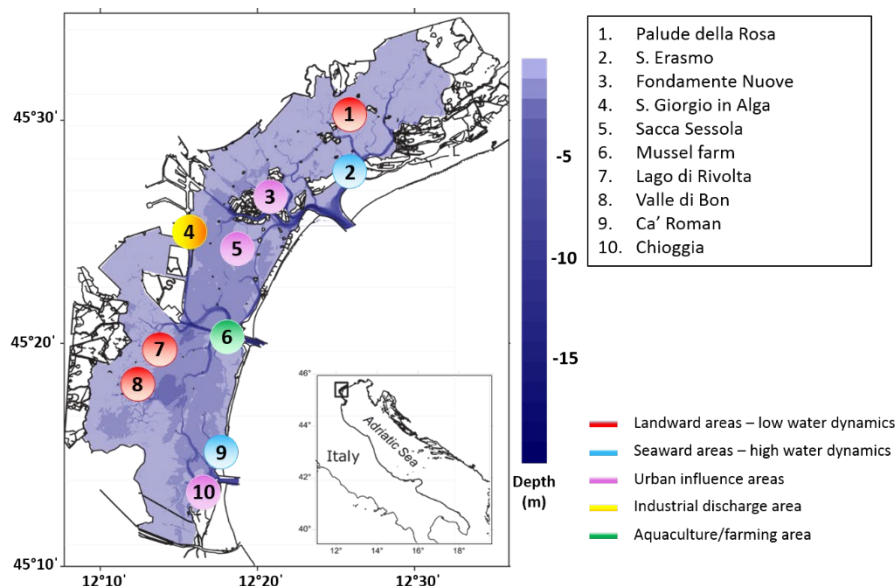 1. Palude della Rosa
2. S. Erasmo
3. Fondamente Nuove
4. S. Giorgio in Alga
5. Sacca Sessola
6. Mussel farm
7. Lago di Rivolta
8. Valle di Bon
9. Ca' Roman
10. Chioggia
45°30'
45°20'
45°10'
12°10'
12°20'
12°30'
1
2
3
4
5
6
7
8
9
10
-5
-10
-15
Depth
(m)
46°
44°
42°
40°
12°
14°
16°
18°
Italy
Adriatic Sea
Landward areas – low water dynamics
Seaward areas – high water dynamics
Urban influence areas
Industrial discharge area
Aquaculture/farming area